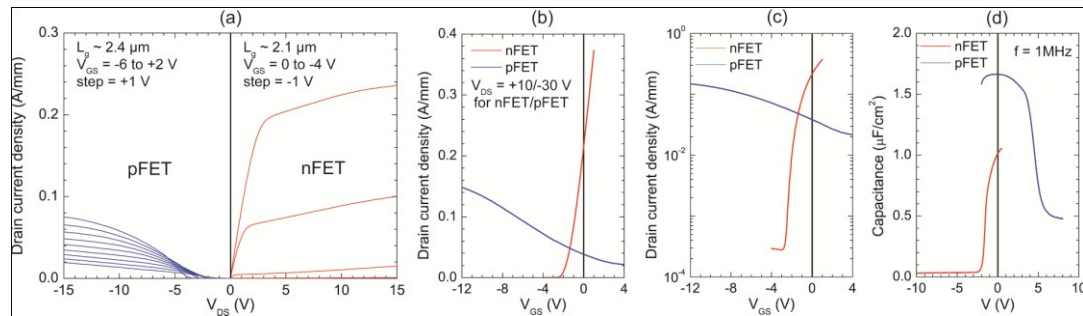 (a)
Drain current density (A/mm)
0.3
0.2
0.1
0.0
L_g ~ 2.4 µm
V_GS = -6 to +2 V
step = +1 V
L_g ~ 2.1 µm
V_GS = 0 to -4 V
step = -1 V
pFET
nFET
-15 -10 -5 0 5 10 15
V_DS (V)
(b)
Drain current density (A/mm)
0.4
0.3
0.2
0.1
0.0
nFET
pFET
V_DS = +10/-30 V
for nFET/pFET
-12 -8 -4 0 4
V_GS (V)
(c)
Drain current density (A/mm)
10^0
10^-2
10^-4
nFET
pFET
-12 -8 -4 0 4
V_GS (V)
(d)
Capacitance (µF/cm²)
2.0
1.5
1.0
0.5
0.0
nFET
pFET
f = 1MHz
-10 -5 0 5 10
V (V)